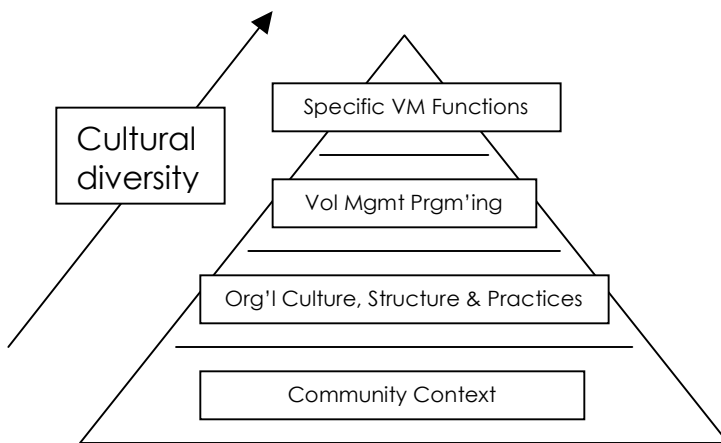 Specific VM Functions
Cultural
diversity
Vol Mgmt Prgm’ing
Org’l Culture, Structure & Practices
Community Context